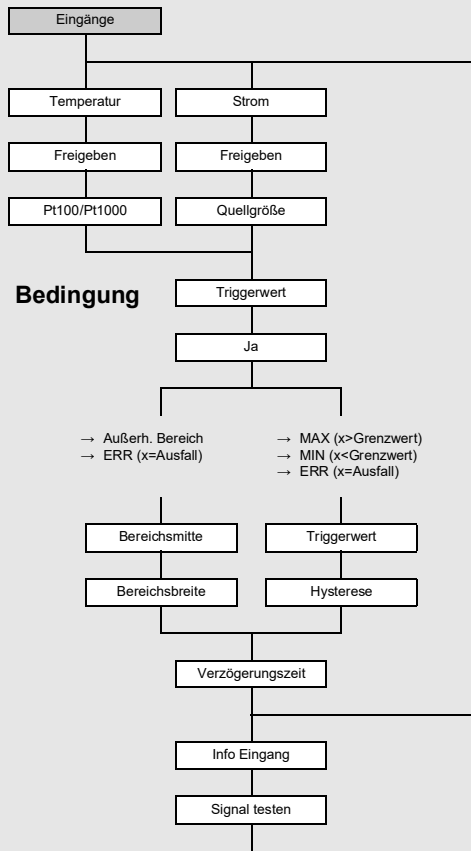 Eingänge
Temperatur
Strom
Freigeben
Freigeben
Pt100/Pt1000
Quellgröße
Bedingung
Triggerwert
Ja
→ Außerh. Bereich
→ ERR (x=Ausfall)
→ MAX (x>Grenzwert)
→ MIN (x<Grenzwert)
→ ERR (x=Ausfall)
Bereichsmitte
Triggerwert
Bereichsbreite
Hysterese
Verzögerungszeit
Info Eingang
Signal testen